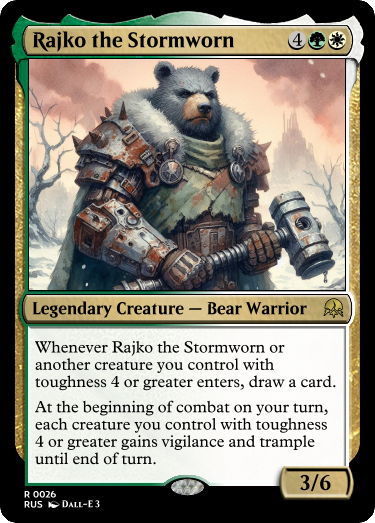 Rajko the Stormworn 4
Legendary Creature — Bear Warrior
Whenever Rajko the Stormworn or
another creature you control with
toughness 4 or greater enters, draw a card.
At the beginning of combat on your turn,
each creature you control with toughness
4 or greater gains vigilance and trample
until end of turn.
3/6
R 0026
RUS DALL-E 3